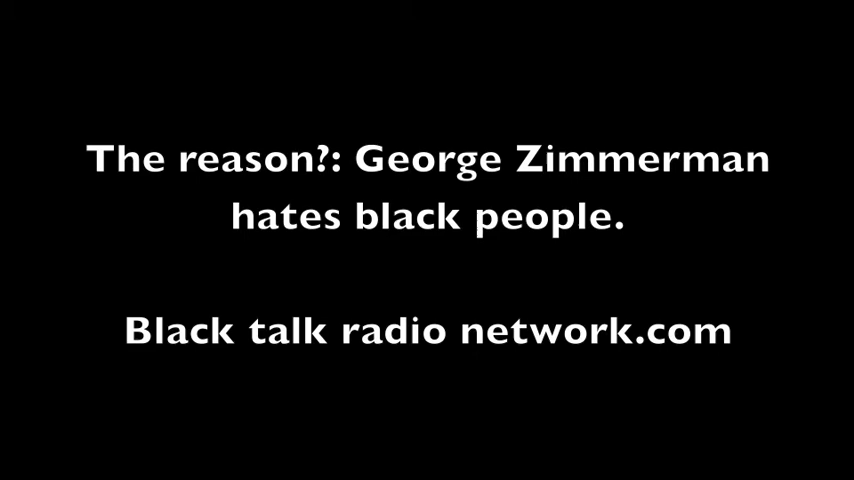 The reason?: George Zimmerman
hates black people.
Black talk radio network.com